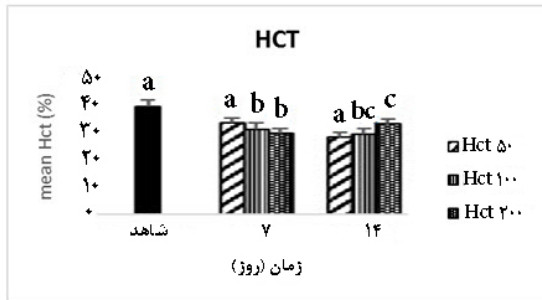 HCT
mean Hct (%)
۵۰
۴۰
۳۰
۲۰
۱۰
۰
a
a b b
a bc c
شاهد
۷
۱۴
زمان (روز)
Hct ۵۰
Hct ۱۰۰
Hct ۲۰۰